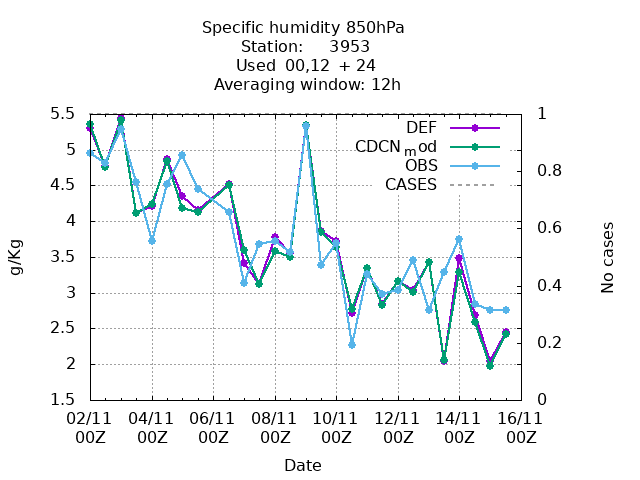 Specific humidity 850hPa
Station: 3953
Used 00,12 + 24
Averaging window: 12h
5.5
5
4.5
4
3.5
3
2.5
2
1.5
g/Kg
1
0.8
0.6
0.4
0.2
0
No cases
DEF
CDCNmod
OBS
CASES
02/11 04/11 06/11 08/11 10/11 12/11 14/11 16/11
00Z 00Z 00Z 00Z 00Z 00Z 00Z 00Z
Date